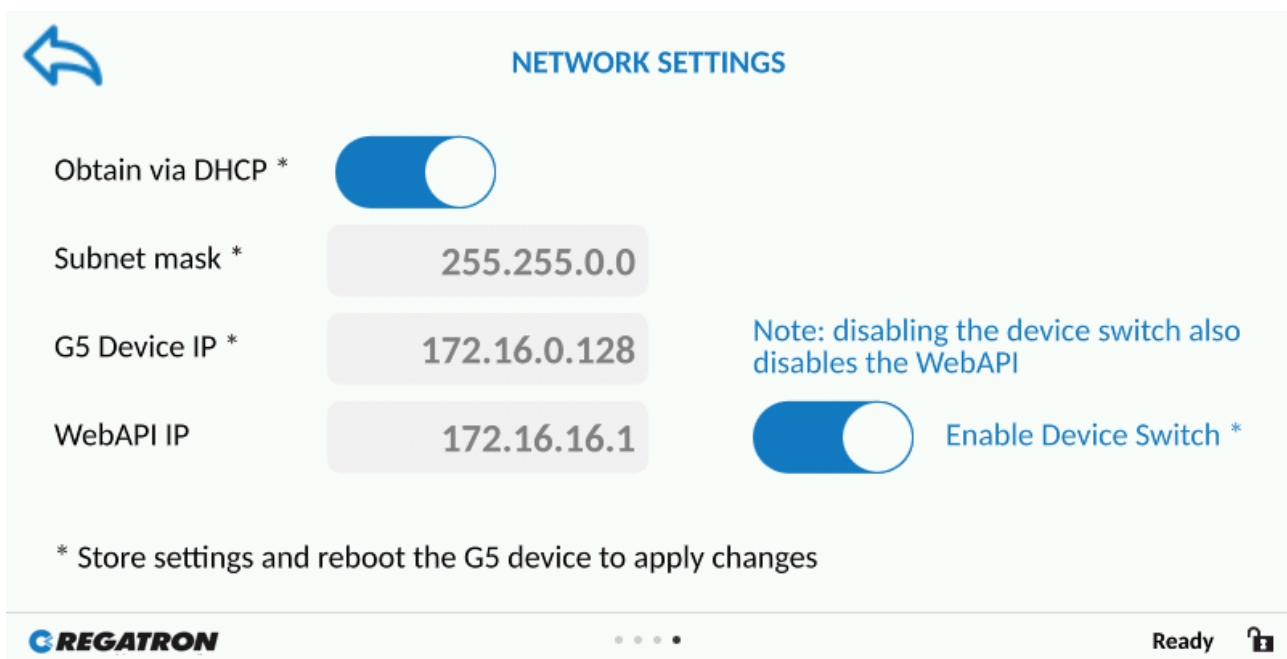 NETWORK SETTINGS
Obtain via DHCP *
Subnet mask *
255.255.0.0
G5 Device IP *
172.16.0.128
Note: disabling the device switch also
disables the WebAPI
WebAPI IP
172.16.16.1
Enable Device Switch *
* Store settings and reboot the G5 device to apply changes
REGATRON
Ready